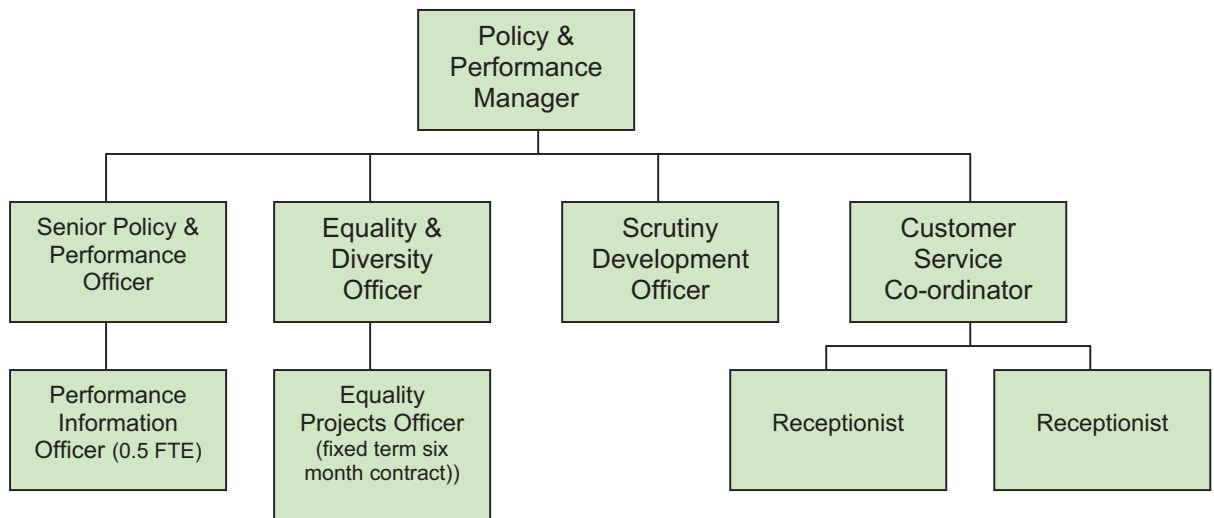 Policy &
Performance
Manager
Senior Policy &
Performance
Officer
Equality &
Diversity
Officer
Scrutiny
Development
Officer
Customer
Service
Co-ordinator
Performance
Information
Officer (0.5 FTE)
Equality
Projects Officer
(fixed term six
month contract))
Receptionist
Receptionist